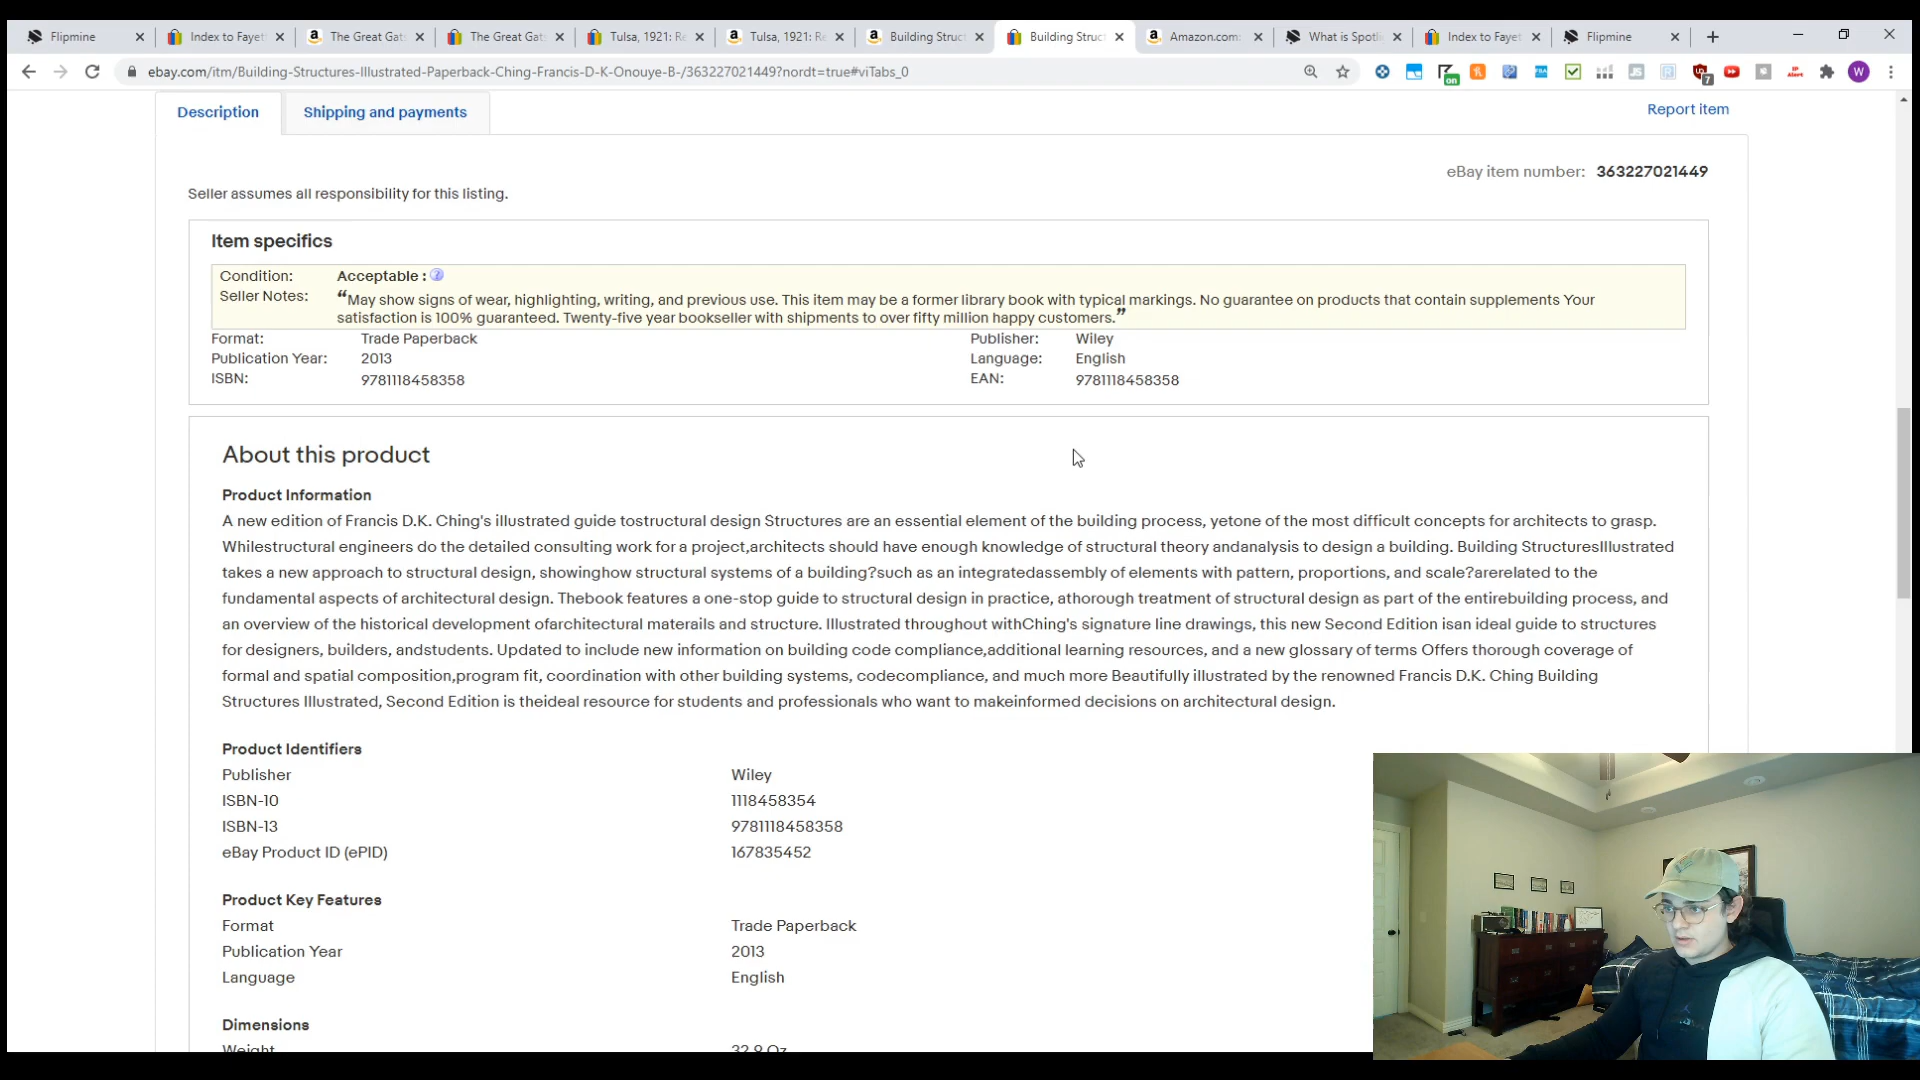 Flipmine
Index to Fayet
The Great Gat
The Great Gat
Tulsa, 1921: Re
Tulsa, 1921: Re
Building Struc
Building Struc
Amazon.com:
What is Spotli
Index to Fayet
Flipmine
ebay.com/itm/Building-Structures-Illustrated-Paperback-Ching-Francis-D-K-Onouye-B-/363227021449?nordt=true#viTabs_0
on
7
W
Description
Shipping and payments
Report item
eBay item number: 363227021449
Seller assumes all responsibility for this listing.
Item specifics
Condition: Acceptable :
Seller Notes: “May show signs of wear, highlighting, writing, and previous use. This item may be a former library book with typical markings. No guarantee on products that contain supplements Your
satisfaction is 100% guaranteed. Twenty-five year bookseller with shipments to over fifty million happy customers.”
Format: Trade Paperback Publisher: Wiley
Publication Year: 2013 Language: English
ISBN: 9781118458358 EAN: 9781118458358
About this product
Product Information
A new edition of Francis D.K. Ching's illustrated guide tostructural design Structures are an essential element of the building process, yetone of the most difficult concepts for architects to grasp.
Whilestructural engineers do the detailed consulting work for a project,architects should have enough knowledge of structural theory andanalysis to design a building. Building StructuresIllustrated
takes a new approach to structural design, showinghow structural systems of a building?such as an integratedassembly of elements with pattern, proportions, and scale?arerelated to the
fundamental aspects of architectural design. Thebook features a one-stop guide to structural design in practice, athorough treatment of structural design as part of the entirebuilding process, and
an overview of the historical development ofarchitectural materails and structure. Illustrated throughout withChing's signature line drawings, this new Second Edition isan ideal guide to structures
for designers, builders, andstudents. Updated to include new information on building code compliance,additional learning resources, and a new glossary of terms Offers thorough coverage of
formal and spatial composition,program fit, coordination with other building systems, codecompliance, and much more Beautifully illustrated by the renowned Francis D.K. Ching Building
Structures Illustrated, Second Edition is theideal resource for students and professionals who want to makeinformed decisions on architectural design.
Product Identifiers
Publisher Wiley
ISBN-10 1118458354
ISBN-13 9781118458358
eBay Product ID (ePID) 167835452
Product Key Features
Format Trade Paperback
Publication Year 2013
Language English
Dimensions
Weight 32.9 Oz